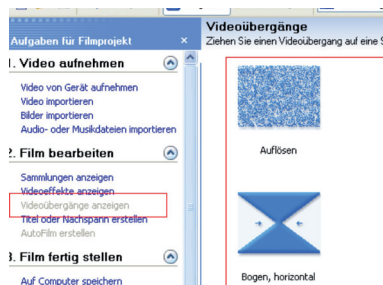 Aufgaben für Filmprojekt
1. Video aufnehmen
Video von Gerät aufnehmen
Video importieren
Bilder importieren
Audio- oder Musikdateien importieren
2. Film bearbeiten
Sammlungen anzeigen
Videoeffekte anzeigen
Videoübergänge anzeigen
Titel oder Nachspann erstellen
AutoFilm erstellen
3. Film fertig stellen
Auf Computer speichern
Videoübergänge
Ziehen Sie einen Videoübergang auf eine S
Auflösen
Bogen, horizontal